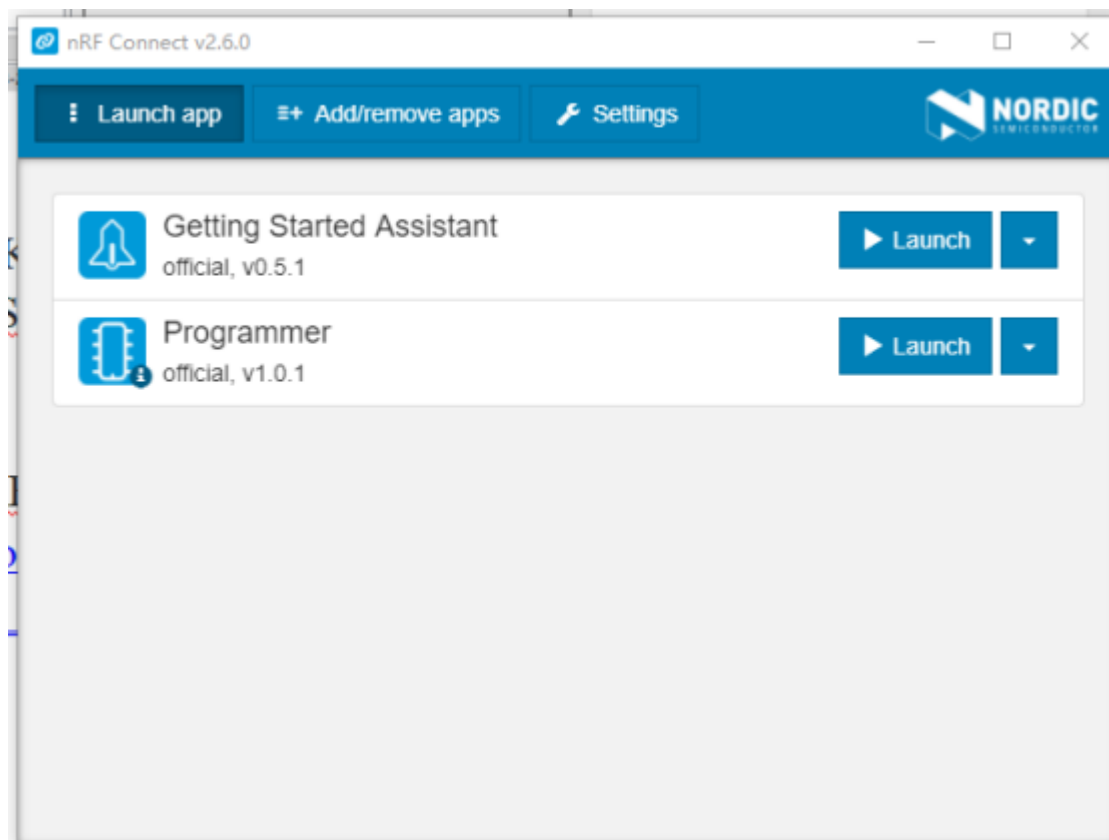 nRF Connect v2.6.0
Launch app
Add/remove apps
Settings
NORDIC
SEMICONDUCTOR
Getting Started Assistant
official, v0.5.1
Launch
Programmer
official, v1.0.1
Launch